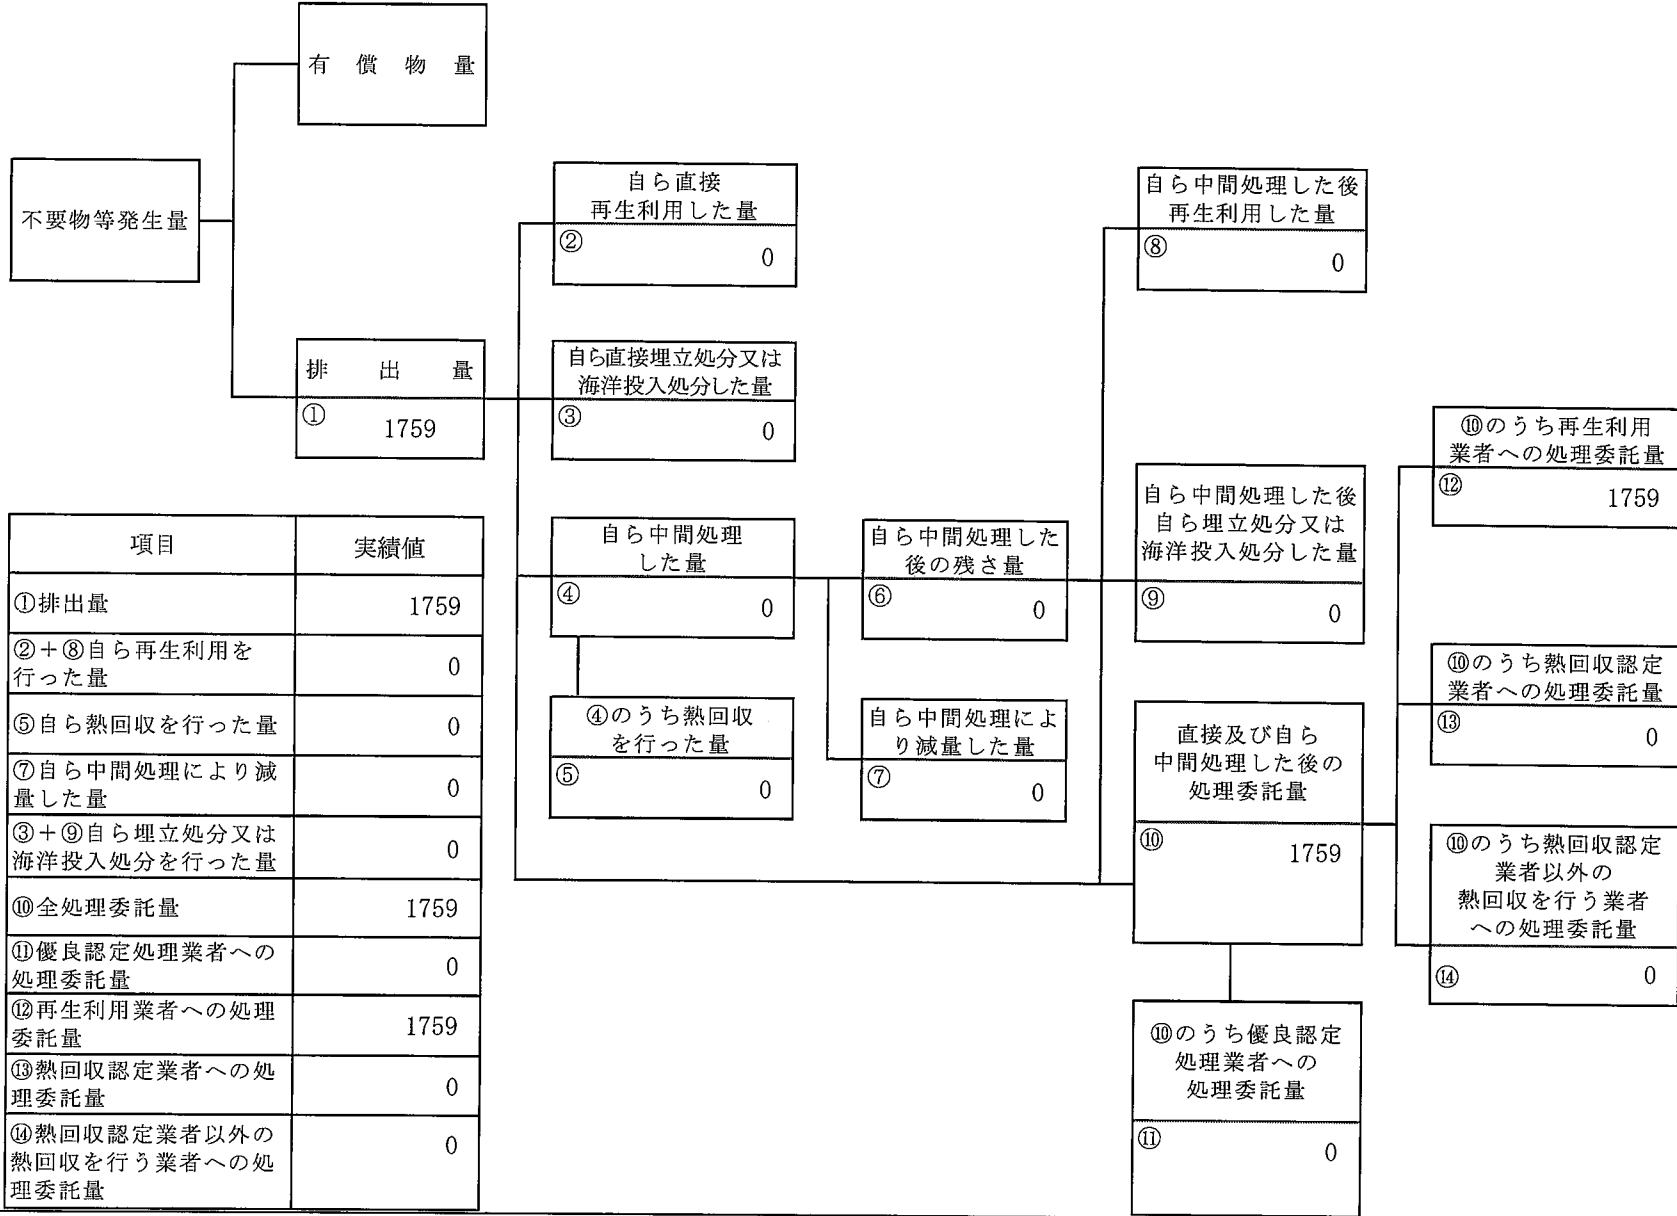 有償物量
不要物等発生量
排出量
①
1759
自ら直接
再生利用した量
②
0
自ら直接埋立処分又は
海洋投入処分した量
③
0
自ら中間処理
した量
④
0
④のうち熱回収
を行った量
⑤
0
自ら中間処理した
後の残さ量
⑥
0
自ら中間処理によ
り減量した量
⑦
0
自ら中間処理した後
再生利用した量
⑧
0
自ら中間処理した後
自ら埋立処分又は
海洋投入処分した量
⑨
0
直接及び自ら
中間処理した後の
処理委託量
⑩
1759
⑩のうち優良認定
処理業者への
処理委託量
⑪
0
⑩のうち再生利用
業者への処理委託量
⑫
1759
⑩のうち熱回収認定
業者への処理委託量
⑬
0
⑩のうち熱回収認定
業者以外の
熱回収を行う業者
への処理委託量
⑭
0
項目 実績値
①排出量 1759
②+⑧自ら再生利用を
行った量 0
⑤自ら熱回収を行った量 0
⑦自ら中間処理により減
量した量 0
③+⑨自ら埋立処分又は
海洋投入処分を行った量 0
⑩全処理委託量 1759
⑪優良認定処理業者への
処理委託量 0
⑫再生利用業者への処理
委託量 1759
⑬熱回収認定業者への処
理委託量 0
⑭熱回収認定業者以外の
熱回収を行う業者への処
理委託量 0